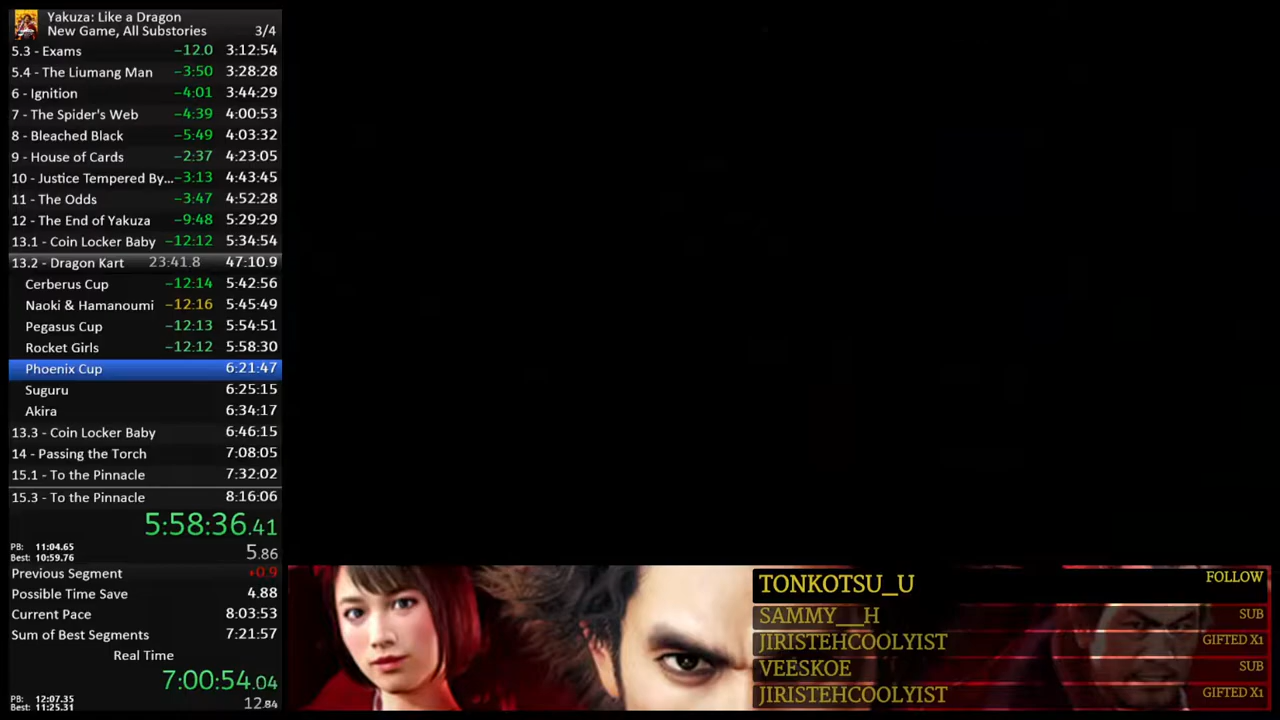 Yakuza: Like a Dragon
New Game, All Substories 3/4
5.3 - Exams −12.0 3:12:54
5.4 - The Liumang Man −3:50 3:28:28
6 - Ignition −4:01 3:44:29
7 - The Spider's Web −4:39 4:00:53
8 - Bleached Black −5:49 4:03:32
9 - House of Cards −2:37 4:23:05
10 - Justice Tempered By... −3:13 4:43:45
11 - The Odds −3:47 4:52:28
12 - The End of Yakuza −9:48 5:29:29
13.1 - Coin Locker Baby −12:12 5:34:54
13.2 - Dragon Kart 23:41.8 47:10.9
Cerberus Cup −12:14 5:42:56
Naoki & Hamanoumi −12:16 5:45:49
Pegasus Cup −12:13 5:54:51
Rocket Girls −12:12 5:58:30
Phoenix Cup 6:21:47
Suguru 6:25:15
Akira 6:34:17
13.3 - Coin Locker Baby 6:46:15
14 - Passing the Torch 7:08:05
15.1 - To the Pinnacle 7:32:02
15.3 - To the Pinnacle 8:16:06
5:58:36.41
PB: 11:04.65
Best: 10:59.76
5.86
Previous Segment +0.9
Possible Time Save 4.88
Current Pace 8:03:53
Sum of Best Segments 7:21:57
Real Time
7:00:54.04
PB: 12:07.35
Best: 11:25.31
12.84
TONKOTSU_U FOLLOW
SAMMY__H SUB
JIRISTEHCOOLYIST GIFTED X1
VEESKOE SUB
JIRISTEHCOOLYIST GIFTED X1